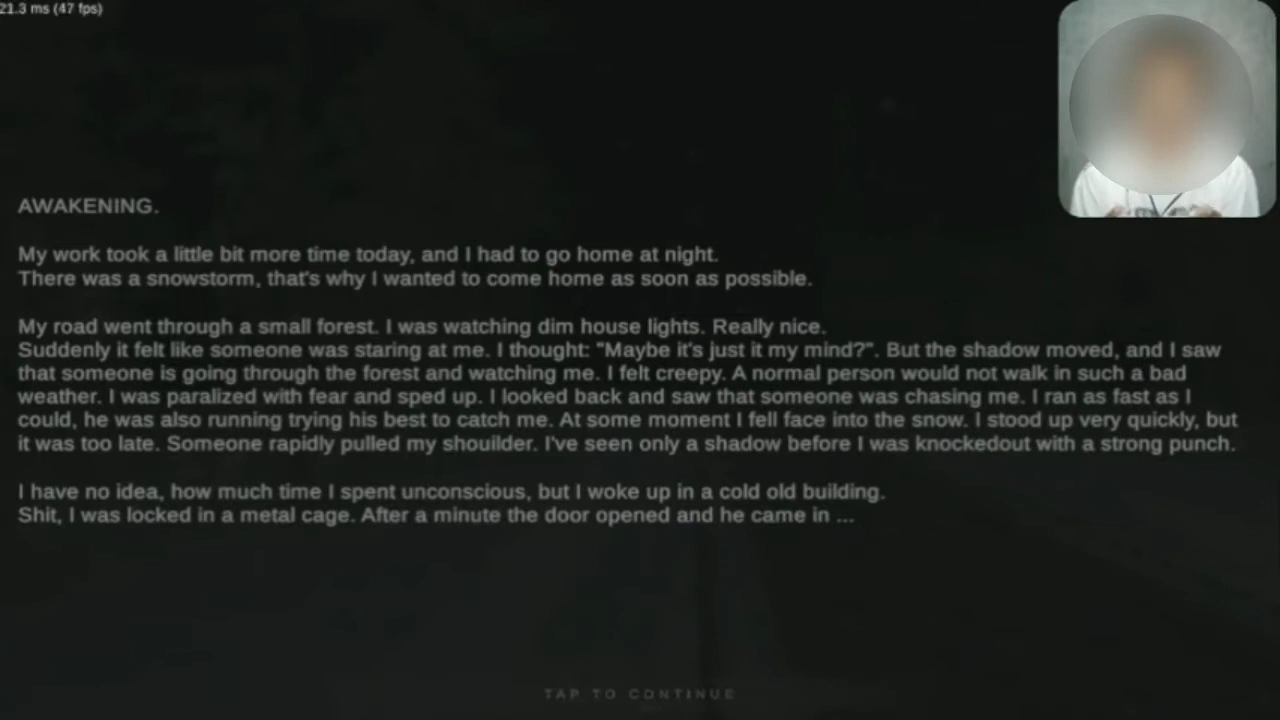 21.3 ms (47 fps)
AWAKENING.
My work took a little bit more time today, and I had to go home at night.
There was a snowstorm, that's why I wanted to come home as soon as possible.
My road went through a small forest. I was watching dim house lights. Really nice.
Suddenly it felt like someone was staring at me. I thought: "Maybe it's just it my mind?". But the shadow moved, and I saw
that someone is going through the forest and watching me. I felt creepy. A normal person would not walk in such a bad
weather. I was paralized with fear and sped up. I looked back and saw that someone was chasing me. I ran as fast as I
could, he was also running trying his best to catch me. At some moment I fell face into the snow. I stood up very quickly, but
it was too late. Someone rapidly pulled my shouilder. I've seen only a shadow before I was knockedout with a strong punch.
I have no idea, how much time I spent unconscious, but I woke up in a cold old building.
Shit, I was locked in a metal cage. After a minute the door opened and he came in ...
TAP TO CONTINUE